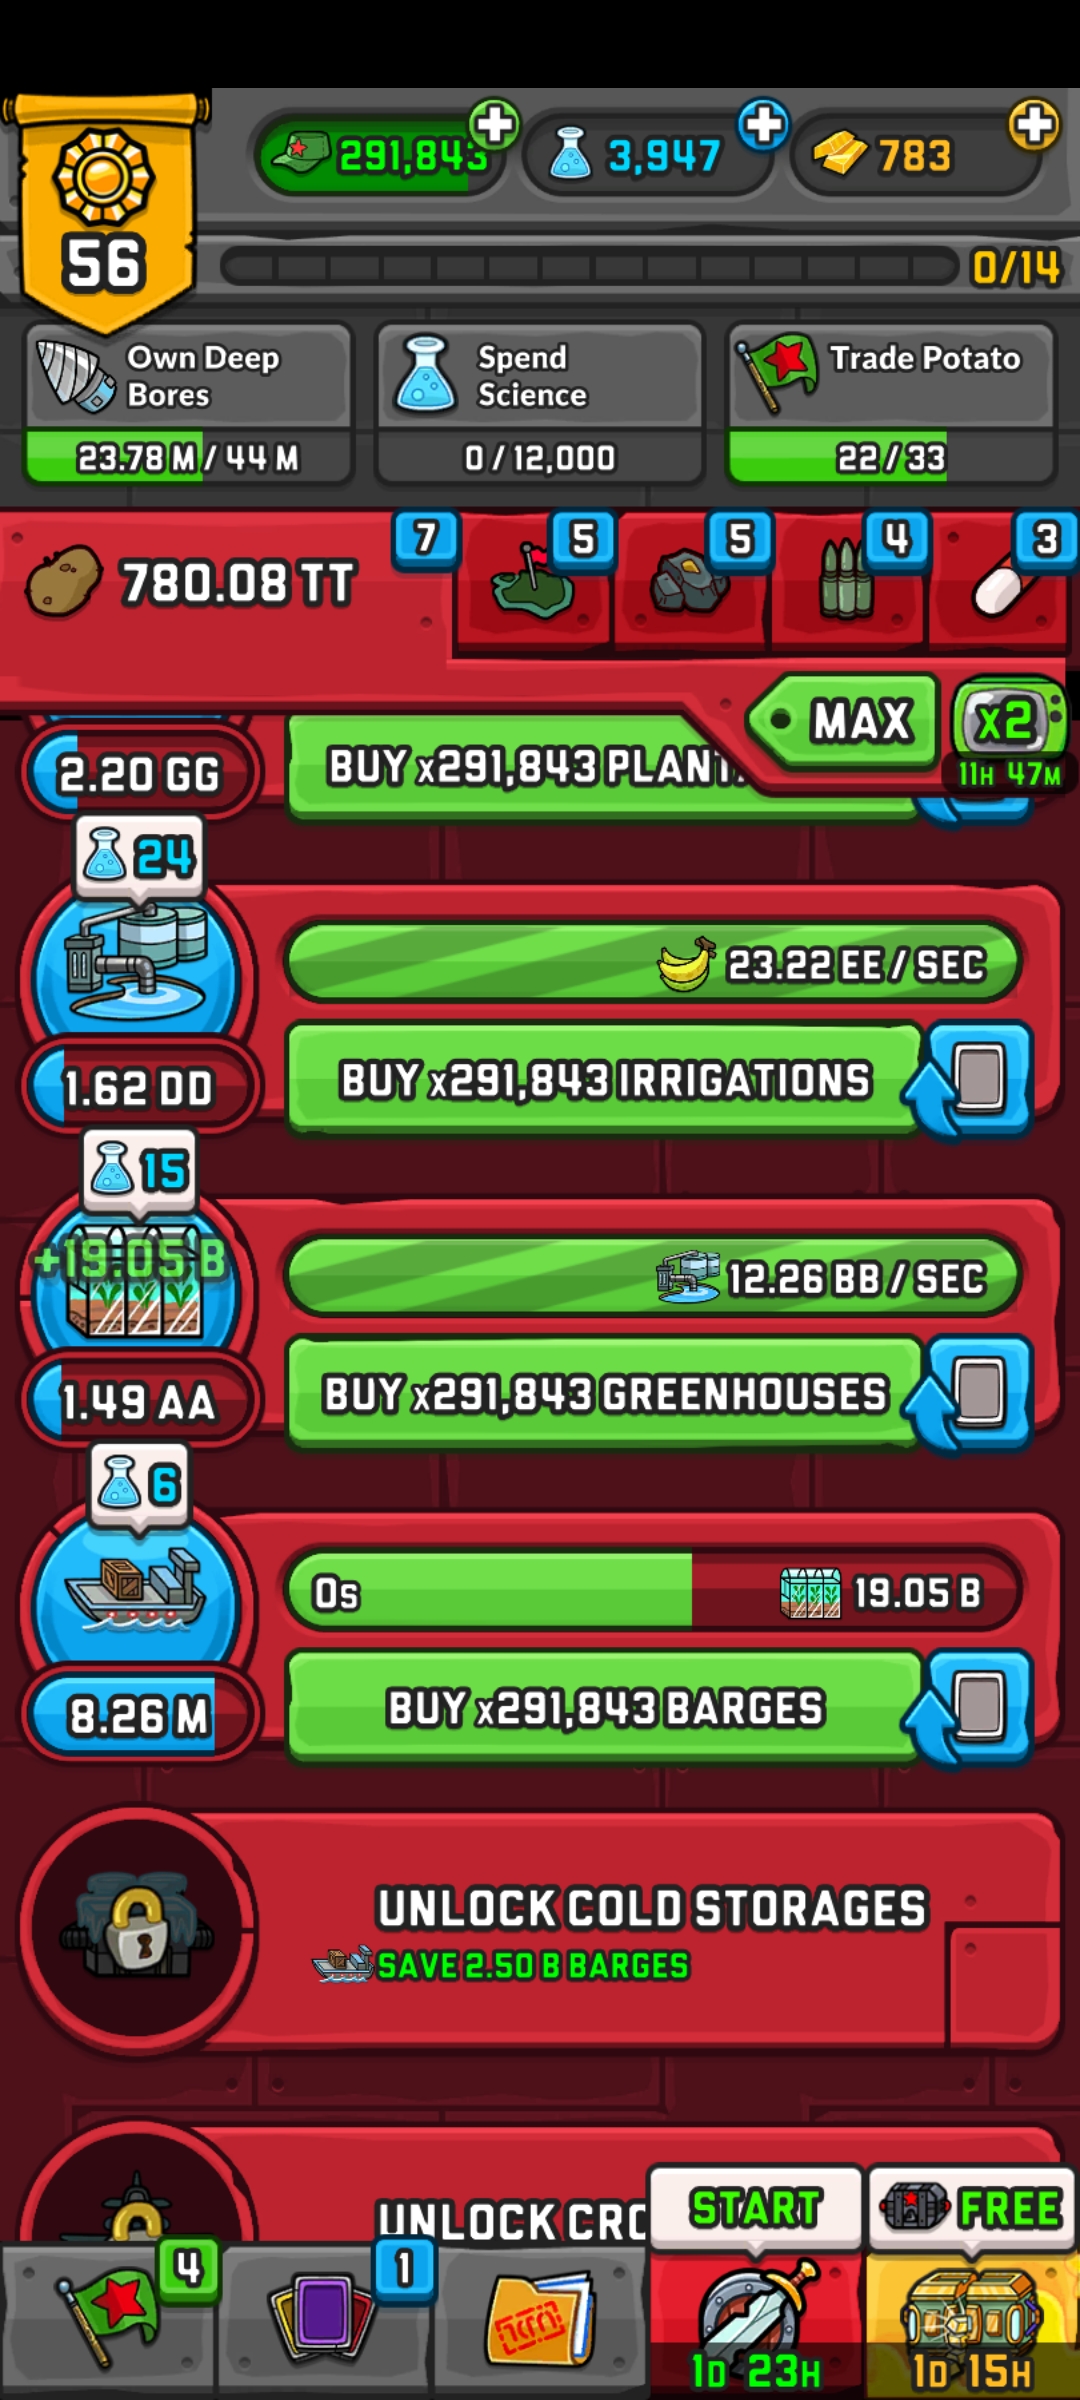 291,843
3,947
783
56
0/14
Own Deep
Bores
23.78 M / 44 M
Spend
Science
0 / 12,000
Trade Potato
22 / 33
780.08 TT
7
5
5
4
3
MAX
x2
11H 47M
2.20 GG
BUY x291,843 PLANT
24
23.22 EE / SEC
1.62 DD
BUY x291,843 IRRIGATIONS
15
+19.05 B
12.26 BB / SEC
1.49 AA
BUY x291,843 GREENHOUSES
6
0s
19.05 B
8.26 M
BUY x291,843 BARGES
UNLOCK COLD STORAGES
SAVE 2.50 B BARGES
UNLOCK CRO
START
FREE
4
1
1D 23H
1D 15H